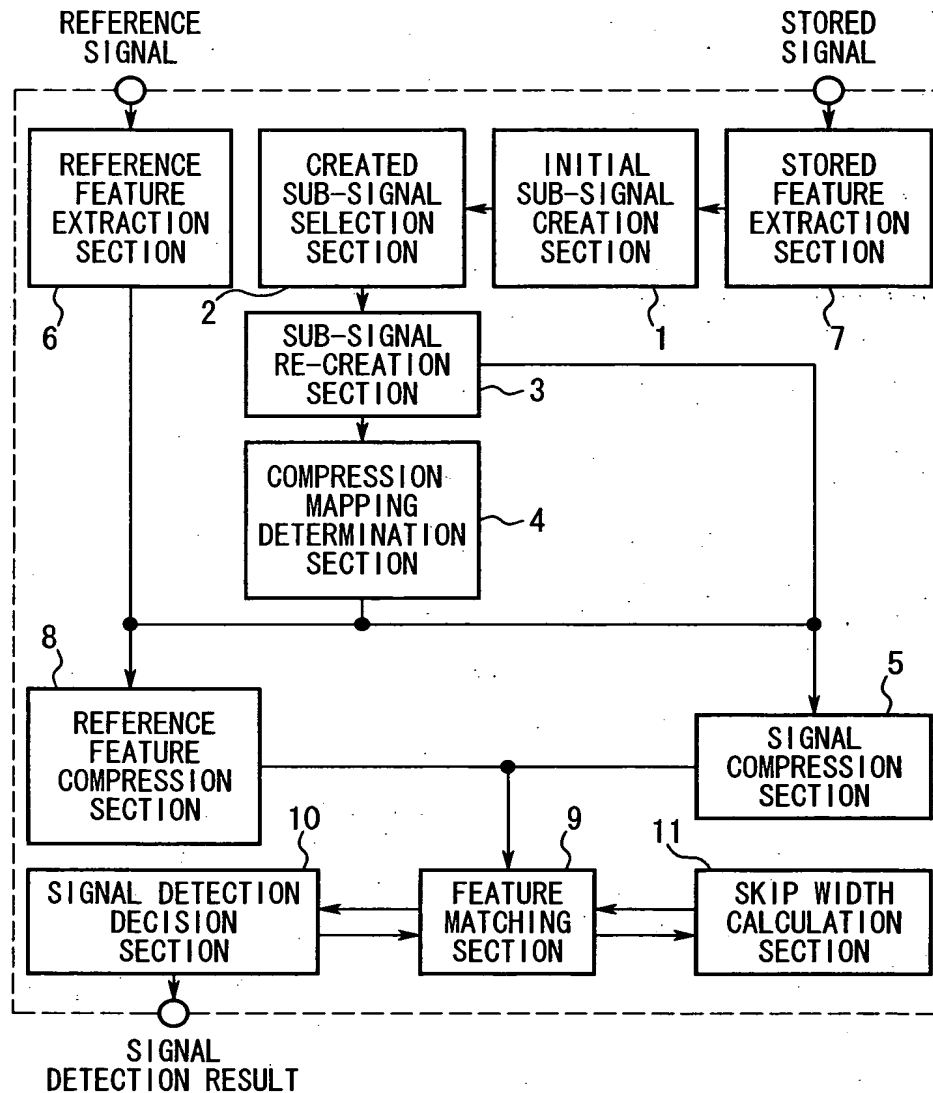 REFERENCE
SIGNAL
STORED
SIGNAL
REFERENCE
FEATURE
EXTRACTION
SECTION
CREATED
SUB-SIGNAL
SELECTION
SECTION
INITIAL
SUB-SIGNAL
CREATION
SECTION
STORED
FEATURE
EXTRACTION
SECTION
6
2
1
7
SUB-SIGNAL
RE-CREATION
SECTION
3
COMPRESSION
MAPPING
DETERMINATION
SECTION
4
8
5
REFERENCE
FEATURE
COMPRESSION
SECTION
SIGNAL
COMPRESSION
SECTION
10
9
11
SIGNAL DETECTION
DECISION
SECTION
FEATURE
MATCHING
SECTION
SKIP WIDTH
CALCULATION
SECTION
SIGNAL
DETECTION RESULT